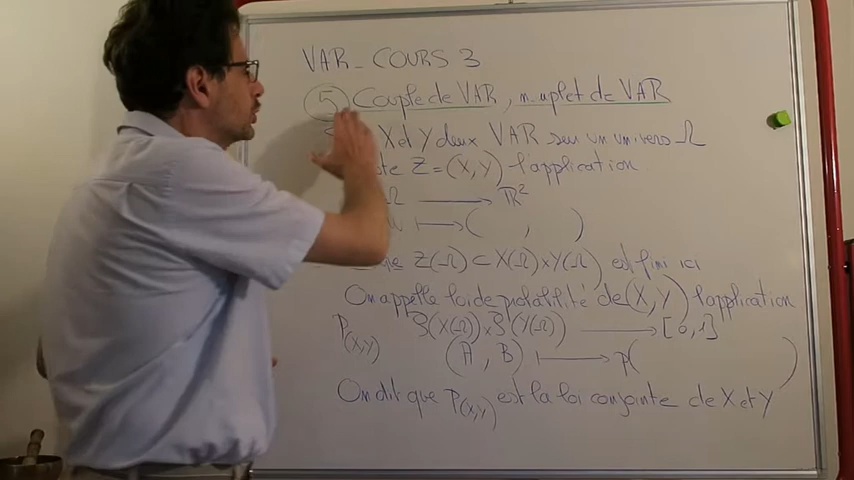 VAR_ COURS 3
5 Couple de VAR, n-uplet de VAR
X et Y deux VAR sur un univers Ω
Z=(X,Y) l'application
Ω ⟶ ℝ²
⟼ ( , )
Z(Ω) ⊂ X(Ω)×Y(Ω) est fini ici
On appelle loi de probabilité de (X,Y) l'application
P(X,Y) 𝒫(X(Ω))×𝒫(Y(Ω)) ⟶ [0,1]
(A , B) ⟼ P( )
On dit que P(X,Y) est la loi conjointe de X et Y